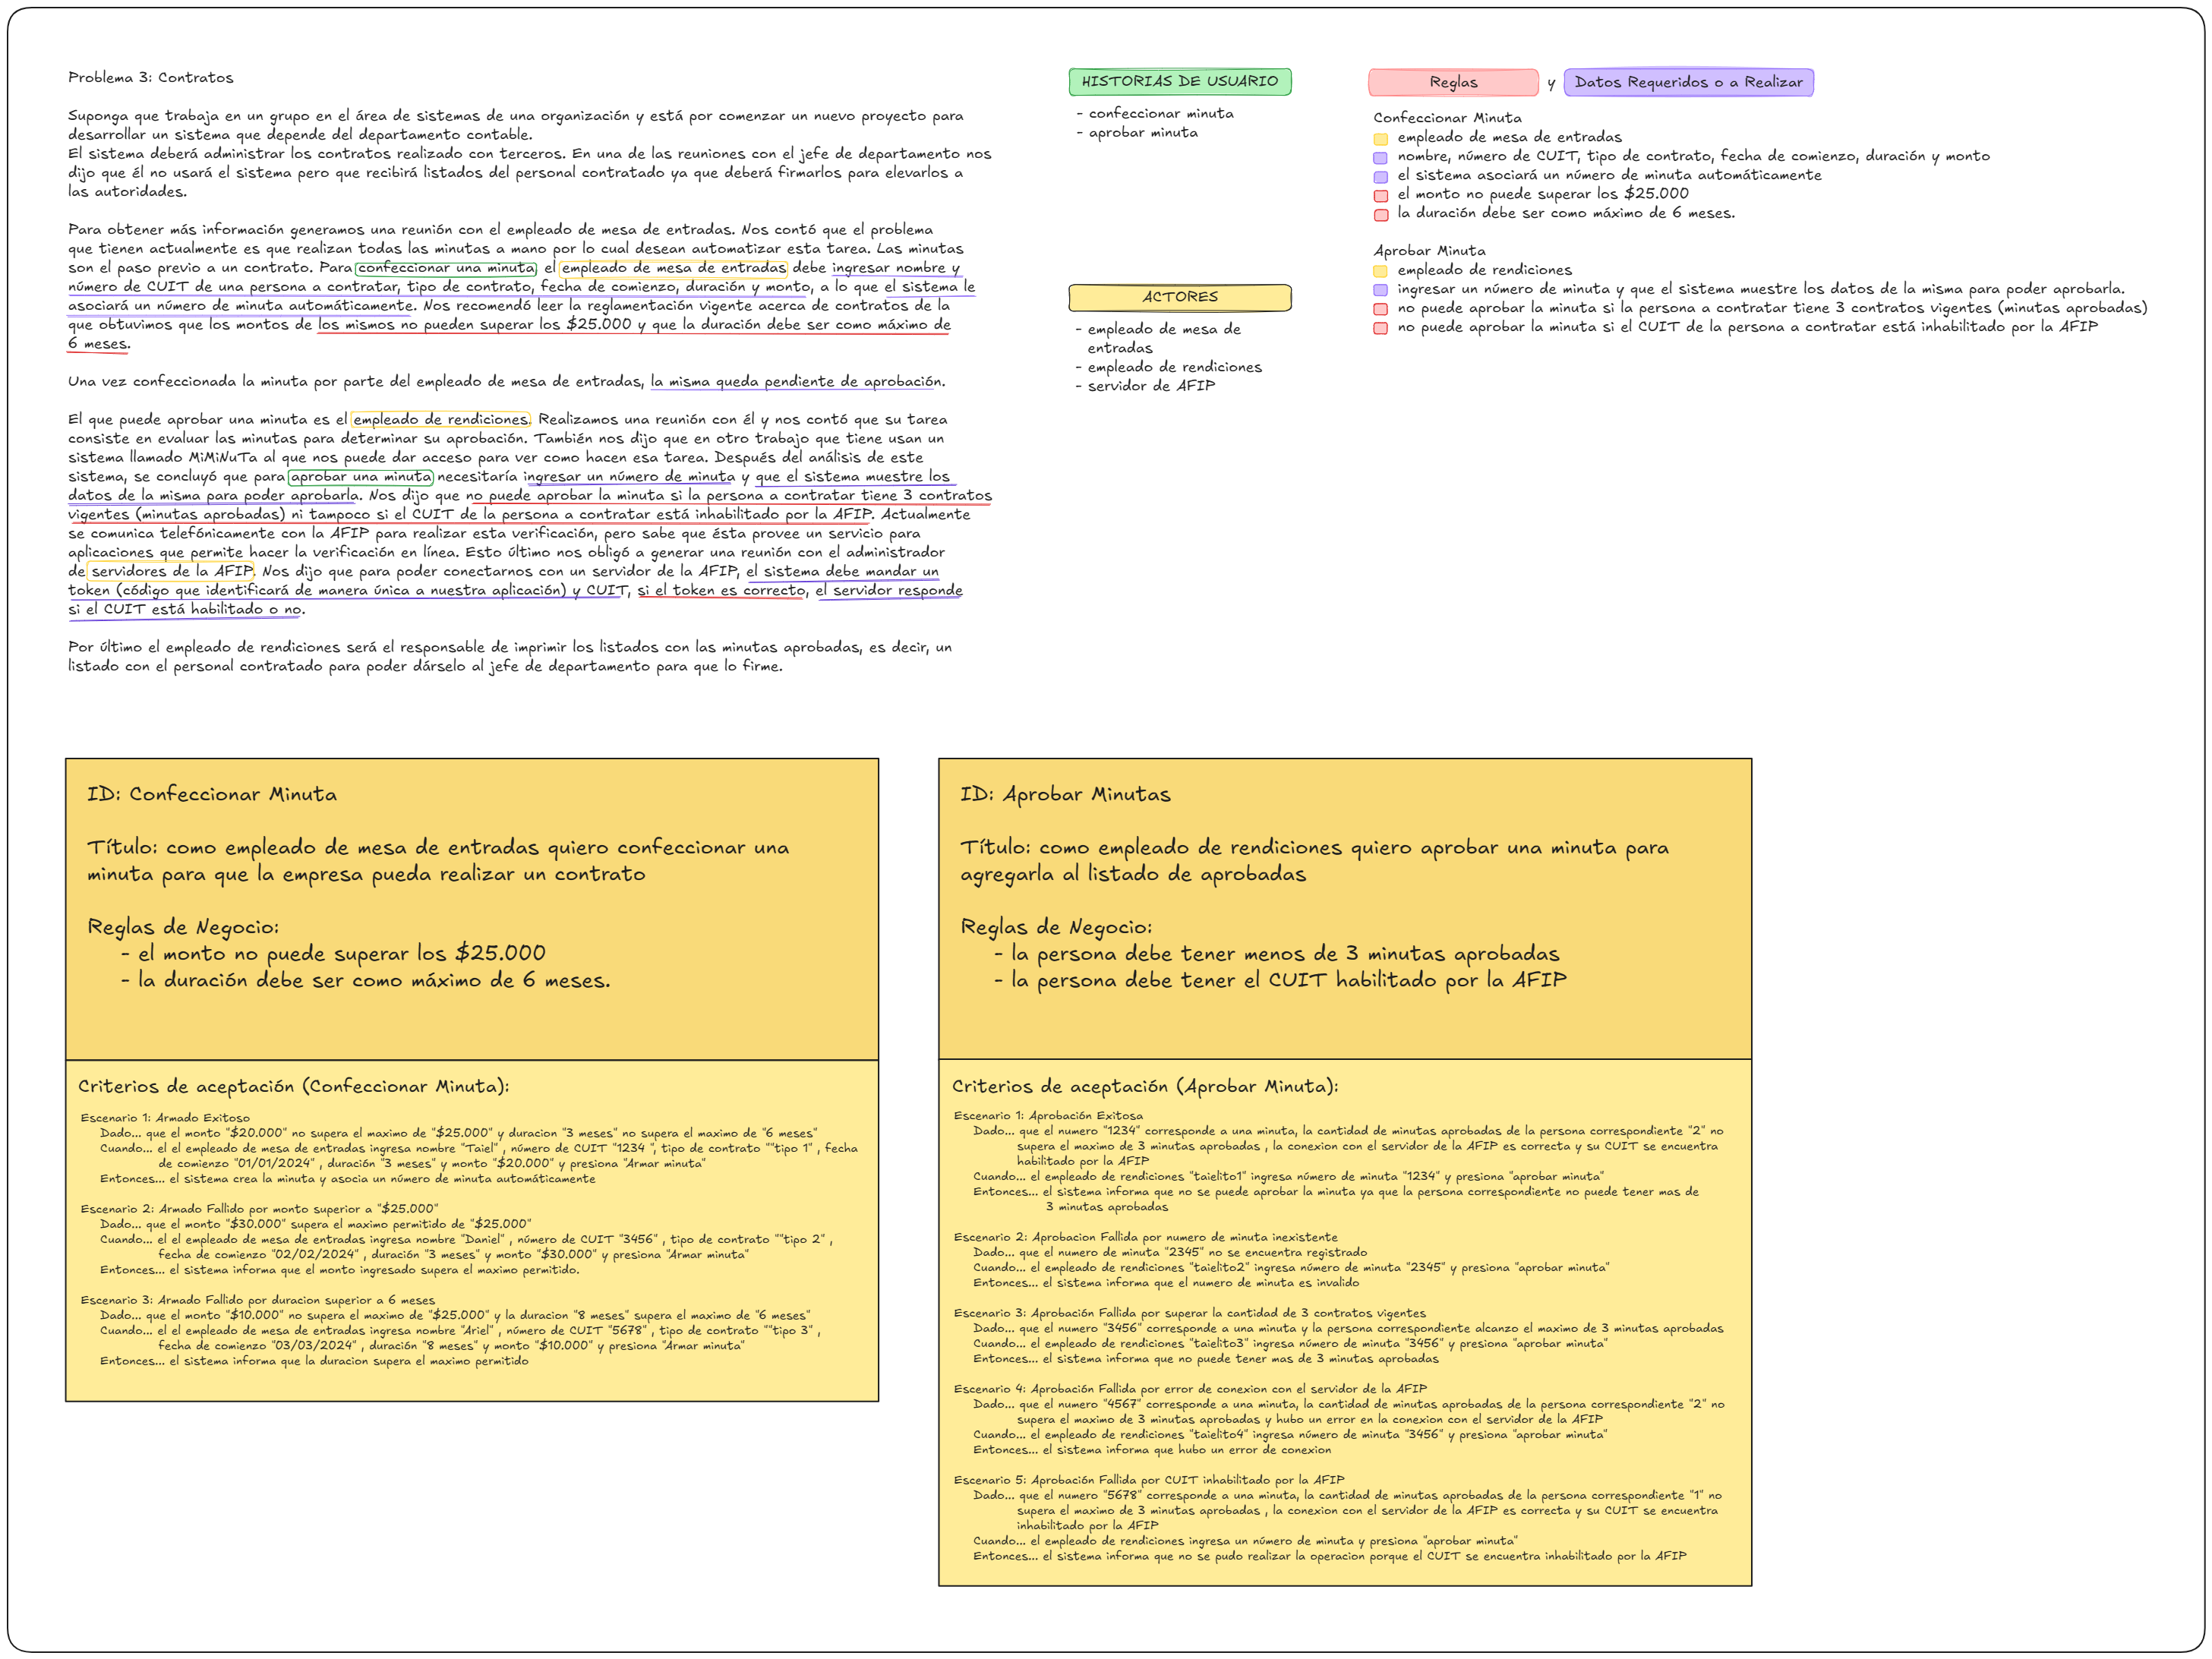 Problema 3: Contratos
Suponga que trabaja en un grupo en el área de sistemas de una organización y está por comenzar un nuevo proyecto para
desarrollar un sistema que depende del departamento contable.
El sistema deberá administrar los contratos realizado con terceros. En una de las reuniones con el jefe de departamento nos
dijo que él no usará el sistema pero que recibirá listados del personal contratado ya que deberá firmarlos para elevarlos a
las autoridades.
Para obtener más información generamos una reunión con el empleado de mesa de entradas. Nos contó que el problema
que tienen actualmente es que realizan todas las minutas a mano por lo cual desean automatizar esta tarea. Las minutas
son el paso previo a un contrato. Para confeccionar una minuta, el empleado de mesa de entradas debe ingresar nombre y
número de CUIT de una persona a contratar, tipo de contrato, fecha de comienzo, duración y monto, a lo que el sistema le
asociará un número de minuta automáticamente. Nos recomendó leer la reglamentación vigente acerca de contratos de la
que obtuvimos que los montos de los mismos no pueden superar los $25.000 y que la duración debe ser como máximo de
6 meses.
Una vez confeccionada la minuta por parte del empleado de mesa de entradas, la misma queda pendiente de aprobación.
El que puede aprobar una minuta es el empleado de rendiciones. Realizamos una reunión con él y nos contó que su tarea
consiste en evaluar las minutas para determinar su aprobación. También nos dijo que en otro trabajo que tiene usan un
sistema llamado MiMiNuTa al que nos puede dar acceso para ver como hacen esa tarea. Después del análisis de este
sistema, se concluyó que para aprobar una minuta necesitaría ingresar un número de minuta y que el sistema muestre los
datos de la misma para poder aprobarla. Nos dijo que no puede aprobar la minuta si la persona a contratar tiene 3 contratos
vigentes (minutas aprobadas) ni tampoco si el CUIT de la persona a contratar está inhabilitado por la AFIP. Actualmente
se comunica telefónicamente con la AFIP para realizar esta verificación, pero sabe que ésta provee un servicio para
aplicaciones que permite hacer la verificación en línea. Esto último nos obligó a generar una reunión con el administrador
de servidores de la AFIP. Nos dijo que para poder conectarnos con un servidor de la AFIP, el sistema debe mandar un
token (código que identificará de manera única a nuestra aplicación) y CUIT, si el token es correcto, el servidor responde
si el CUIT está habilitado o no.
Por último el empleado de rendiciones será el responsable de imprimir los listados con las minutas aprobadas, es decir, un
listado con el personal contratado para poder dárselo al jefe de departamento para que lo firme.
HISTORIAS DE USUARIO
- confeccionar minuta
- aprobar minuta
ACTORES
- empleado de mesa de
entradas
- empleado de rendiciones
- servidor de AFIP
Reglas y Datos Requeridos o a Realizar
Confeccionar Minuta
empleado de mesa de entradas
nombre, número de CUIT, tipo de contrato, fecha de comienzo, duración y monto
el sistema asociará un número de minuta automáticamente
el monto no puede superar los $25.000
la duración debe ser como máximo de 6 meses.
Aprobar Minuta
empleado de rendiciones
ingresar un número de minuta y que el sistema muestre los datos de la misma para poder aprobarla.
no puede aprobar la minuta si la persona a contratar tiene 3 contratos vigentes (minutas aprobadas)
no puede aprobar la minuta si el CUIT de la persona a contratar está inhabilitado por la AFIP
ID: Confeccionar Minuta
Título: como empleado de mesa de entradas quiero confeccionar una
minuta para que la empresa pueda realizar un contrato
Reglas de Negocio:
- el monto no puede superar los $25.000
- la duración debe ser como máximo de 6 meses.
Criterios de aceptación (Confeccionar Minuta):
Escenario 1: Armado Exitoso
Dado... que el monto "$20.000" no supera el maximo de "$25.000" y duracion "3 meses" no supera el maximo de "6 meses"
Cuando... el el empleado de mesa de entradas ingresa nombre "Taiel" , número de CUIT "1234 ", tipo de contrato ""tipo 1" , fecha
de comienzo "01/01/2024" , duración "3 meses" y monto "$20.000" y presiona "Armar minuta"
Entonces... el sistema crea la minuta y asocia un número de minuta automáticamente
Escenario 2: Armado Fallido por monto superior a "$25.000"
Dado... que el monto "$30.000" supera el maximo permitido de "$25.000"
Cuando... el el empleado de mesa de entradas ingresa nombre "Daniel" , número de CUIT "3456" , tipo de contrato ""tipo 2" ,
fecha de comienzo "02/02/2024" , duración "3 meses" y monto "$30.000" y presiona "Armar minuta"
Entonces... el sistema informa que el monto ingresado supera el maximo permitido.
Escenario 3: Armado Fallido por duracion superior a 6 meses
Dado... que el monto "$10.000" no supera el maximo de "$25.000" y la duracion "8 meses" supera el maximo de "6 meses"
Cuando... el el empleado de mesa de entradas ingresa nombre "Ariel" , número de CUIT "5678" , tipo de contrato ""tipo 3" ,
fecha de comienzo "03/03/2024" , duración "8 meses" y monto "$10.000" y presiona "Armar minuta"
Entonces... el sistema informa que la duracion supera el maximo permitido
ID: Aprobar Minutas
Título: como empleado de rendiciones quiero aprobar una minuta para
agregarla al listado de aprobadas
Reglas de Negocio:
- la persona debe tener menos de 3 minutas aprobadas
- la persona debe tener el CUIT habilitado por la AFIP
Criterios de aceptación (Aprobar Minuta):
Escenario 1: Aprobación Exitosa
Dado... que el numero "1234" corresponde a una minuta, la cantidad de minutas aprobadas de la persona correspondiente "2" no
supera el maximo de 3 minutas aprobadas , la conexion con el servidor de la AFIP es correcta y su CUIT se encuentra
habilitado por la AFIP
Cuando... el empleado de rendiciones "taielito1" ingresa número de minuta "1234" y presiona "aprobar minuta"
Entonces... el sistema informa que no se puede aprobar la minuta ya que la persona correspondiente no puede tener mas de
3 minutas aprobadas
Escenario 2: Aprobacion Fallida por numero de minuta inexistente
Dado... que el numero de minuta "2345" no se encuentra registrado
Cuando... el empleado de rendiciones "taielito2" ingresa número de minuta "2345" y presiona "aprobar minuta"
Entonces... el sistema informa que el numero de minuta es invalido
Escenario 3: Aprobación Fallida por superar la cantidad de 3 contratos vigentes
Dado... que el numero "3456" corresponde a una minuta y la persona correspondiente alcanzo el maximo de 3 minutas aprobadas
Cuando... el empleado de rendiciones "taielito3" ingresa número de minuta "3456" y presiona "aprobar minuta"
Entonces... el sistema informa que no puede tener mas de 3 minutas aprobadas
Escenario 4: Aprobación Fallida por error de conexion con el servidor de la AFIP
Dado... que el numero "4567" corresponde a una minuta, la cantidad de minutas aprobadas de la persona correspondiente "2" no
supera el maximo de 3 minutas aprobadas y hubo un error en la conexion con el servidor de la AFIP
Cuando... el empleado de rendiciones "taielito4" ingresa número de minuta "3456" y presiona "aprobar minuta"
Entonces... el sistema informa que hubo un error de conexion
Escenario 5: Aprobación Fallida por CUIT inhabilitado por la AFIP
Dado... que el numero "5678" corresponde a una minuta, la cantidad de minutas aprobadas de la persona correspondiente "1" no
supera el maximo de 3 minutas aprobadas , la conexion con el servidor de la AFIP es correcta y su CUIT se encuentra
inhabilitado por la AFIP
Cuando... el empleado de rendiciones ingresa un número de minuta y presiona "aprobar minuta"
Entonces... el sistema informa que no se pudo realizar la operacion porque el CUIT se encuentra inhabilitado por la AFIP